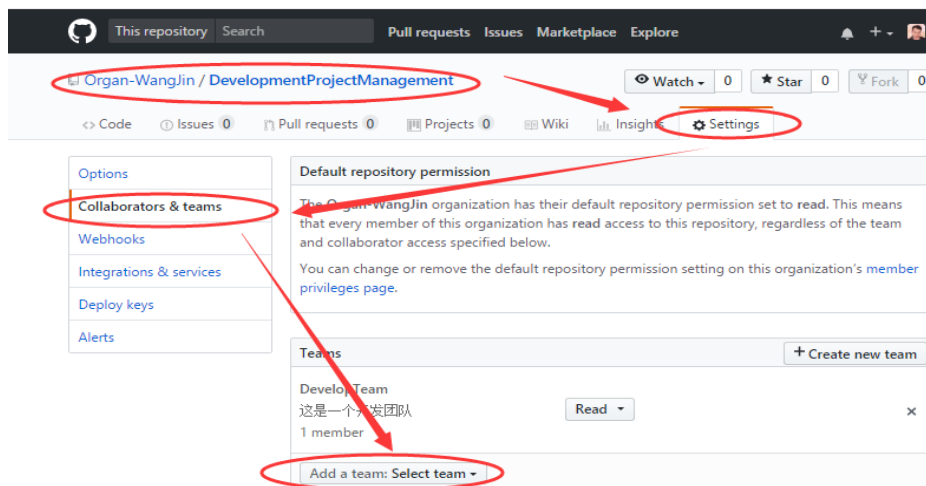 This repository Search Pull requests Issues Marketplace Explore
Organ-WangJin / DevelopmentProjectManagement Watch 0 Star 0 Fork 0
Code Issues 0 Pull requests 0 Projects 0 Wiki Insights Settings
Options
Collaborators & teams
Webhooks
Integrations & services
Deploy keys
Alerts
Default repository permission
The Organ-WangJin organization has their default repository permission set to read. This means
that every member of this organization has read access to this repository, regardless of the team
and collaborator access specified below.
You can change or remove the default repository permission setting on this organization's member
privileges page.
Teams + Create new team
DevelopTeam
这是一个开发团队 Read ×
1 member
Add a team: Select team